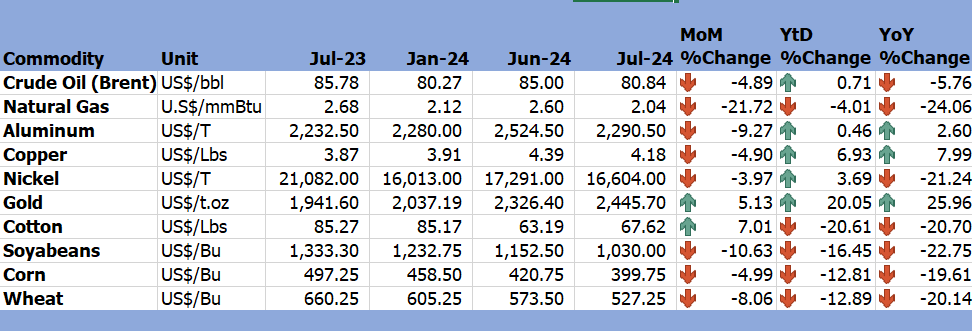 MoM YtD YoY
Commodity Unit Jul-23 Jan-24 Jun-24 Jul-24 %Change %Change %Change
Crude Oil (Brent) US$/bbl 85.78 80.27 85.00 80.84 -4.89 0.71 -5.76
Natural Gas U.S$/mmBtu 2.68 2.12 2.60 2.04 -21.72 -4.01 -24.06
Aluminum US$/T 2,232.50 2,280.00 2,524.50 2,290.50 -9.27 0.46 2.60
Copper US$/Lbs 3.87 3.91 4.39 4.18 -4.90 6.93 7.99
Nickel US$/T 21,082.00 16,013.00 17,291.00 16,604.00 -3.97 3.69 -21.24
Gold US$/t.oz 1,941.60 2,037.19 2,326.40 2,445.70 5.13 20.05 25.96
Cotton US$/Lbs 85.27 85.17 63.19 67.62 7.01 -20.61 -20.70
Soyabeans US$/Bu 1,333.30 1,232.75 1,152.50 1,030.00 -10.63 -16.45 -22.75
Corn US$/Bu 497.25 458.50 420.75 399.75 -4.99 -12.81 -19.61
Wheat US$/Bu 660.25 605.25 573.50 527.25 -8.06 -12.89 -20.14